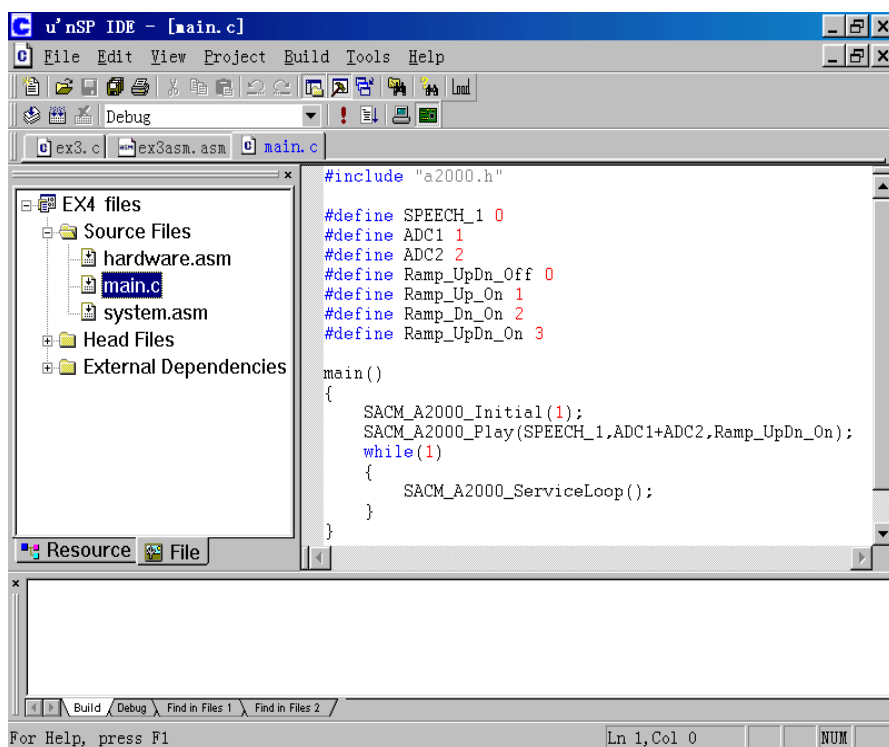 u'nSP IDE - [main.c]
File Edit View Project Build Tools Help
Load
Debug
ex3.c ex3asm.asm main.c
EX4 files
Source Files
hardware.asm
main.c
system.asm
Head Files
External Dependencies
Resource File
#include "a2000.h"
#define SPEECH_1 0
#define ADC1 1
#define ADC2 2
#define Ramp_UpDn_Off 0
#define Ramp_Up_On 1
#define Ramp_Dn_On 2
#define Ramp_UpDn_On 3
main()
{
    SACM_A2000_Initial(1);
    SACM_A2000_Play(SPEECH_1,ADC1+ADC2,Ramp_UpDn_On);
    while(1)
    {
        SACM_A2000_ServiceLoop();
    }
}
Build Debug Find in Files 1 Find in Files 2
For Help, press F1 Ln 1,Col 0 NUM